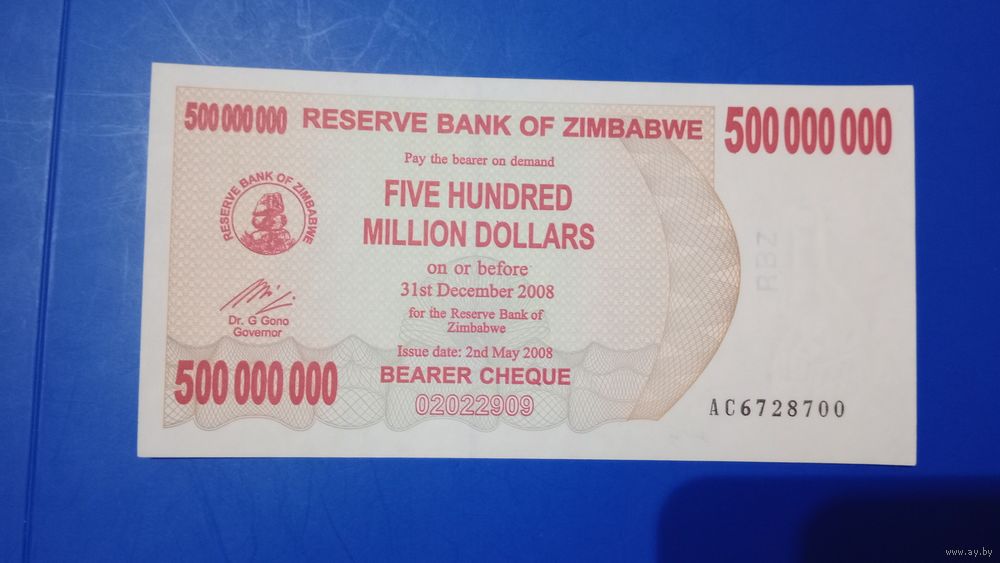 500 000 000 RESERVE BANK OF ZIMBABWE 500 000 000
Pay the bearer on demand
FIVE HUNDRED
MILLION DOLLARS
RESERVE BANK OF ZIMBABWE
on or before
31st December 2008
for the Reserve Bank of
Zimbabwe
Dr. G Gono
Governor
Issue date: 2nd May 2008
500 000 000
BEARER CHEQUE
02022909
AC6728700
RBZ
www.ay.by